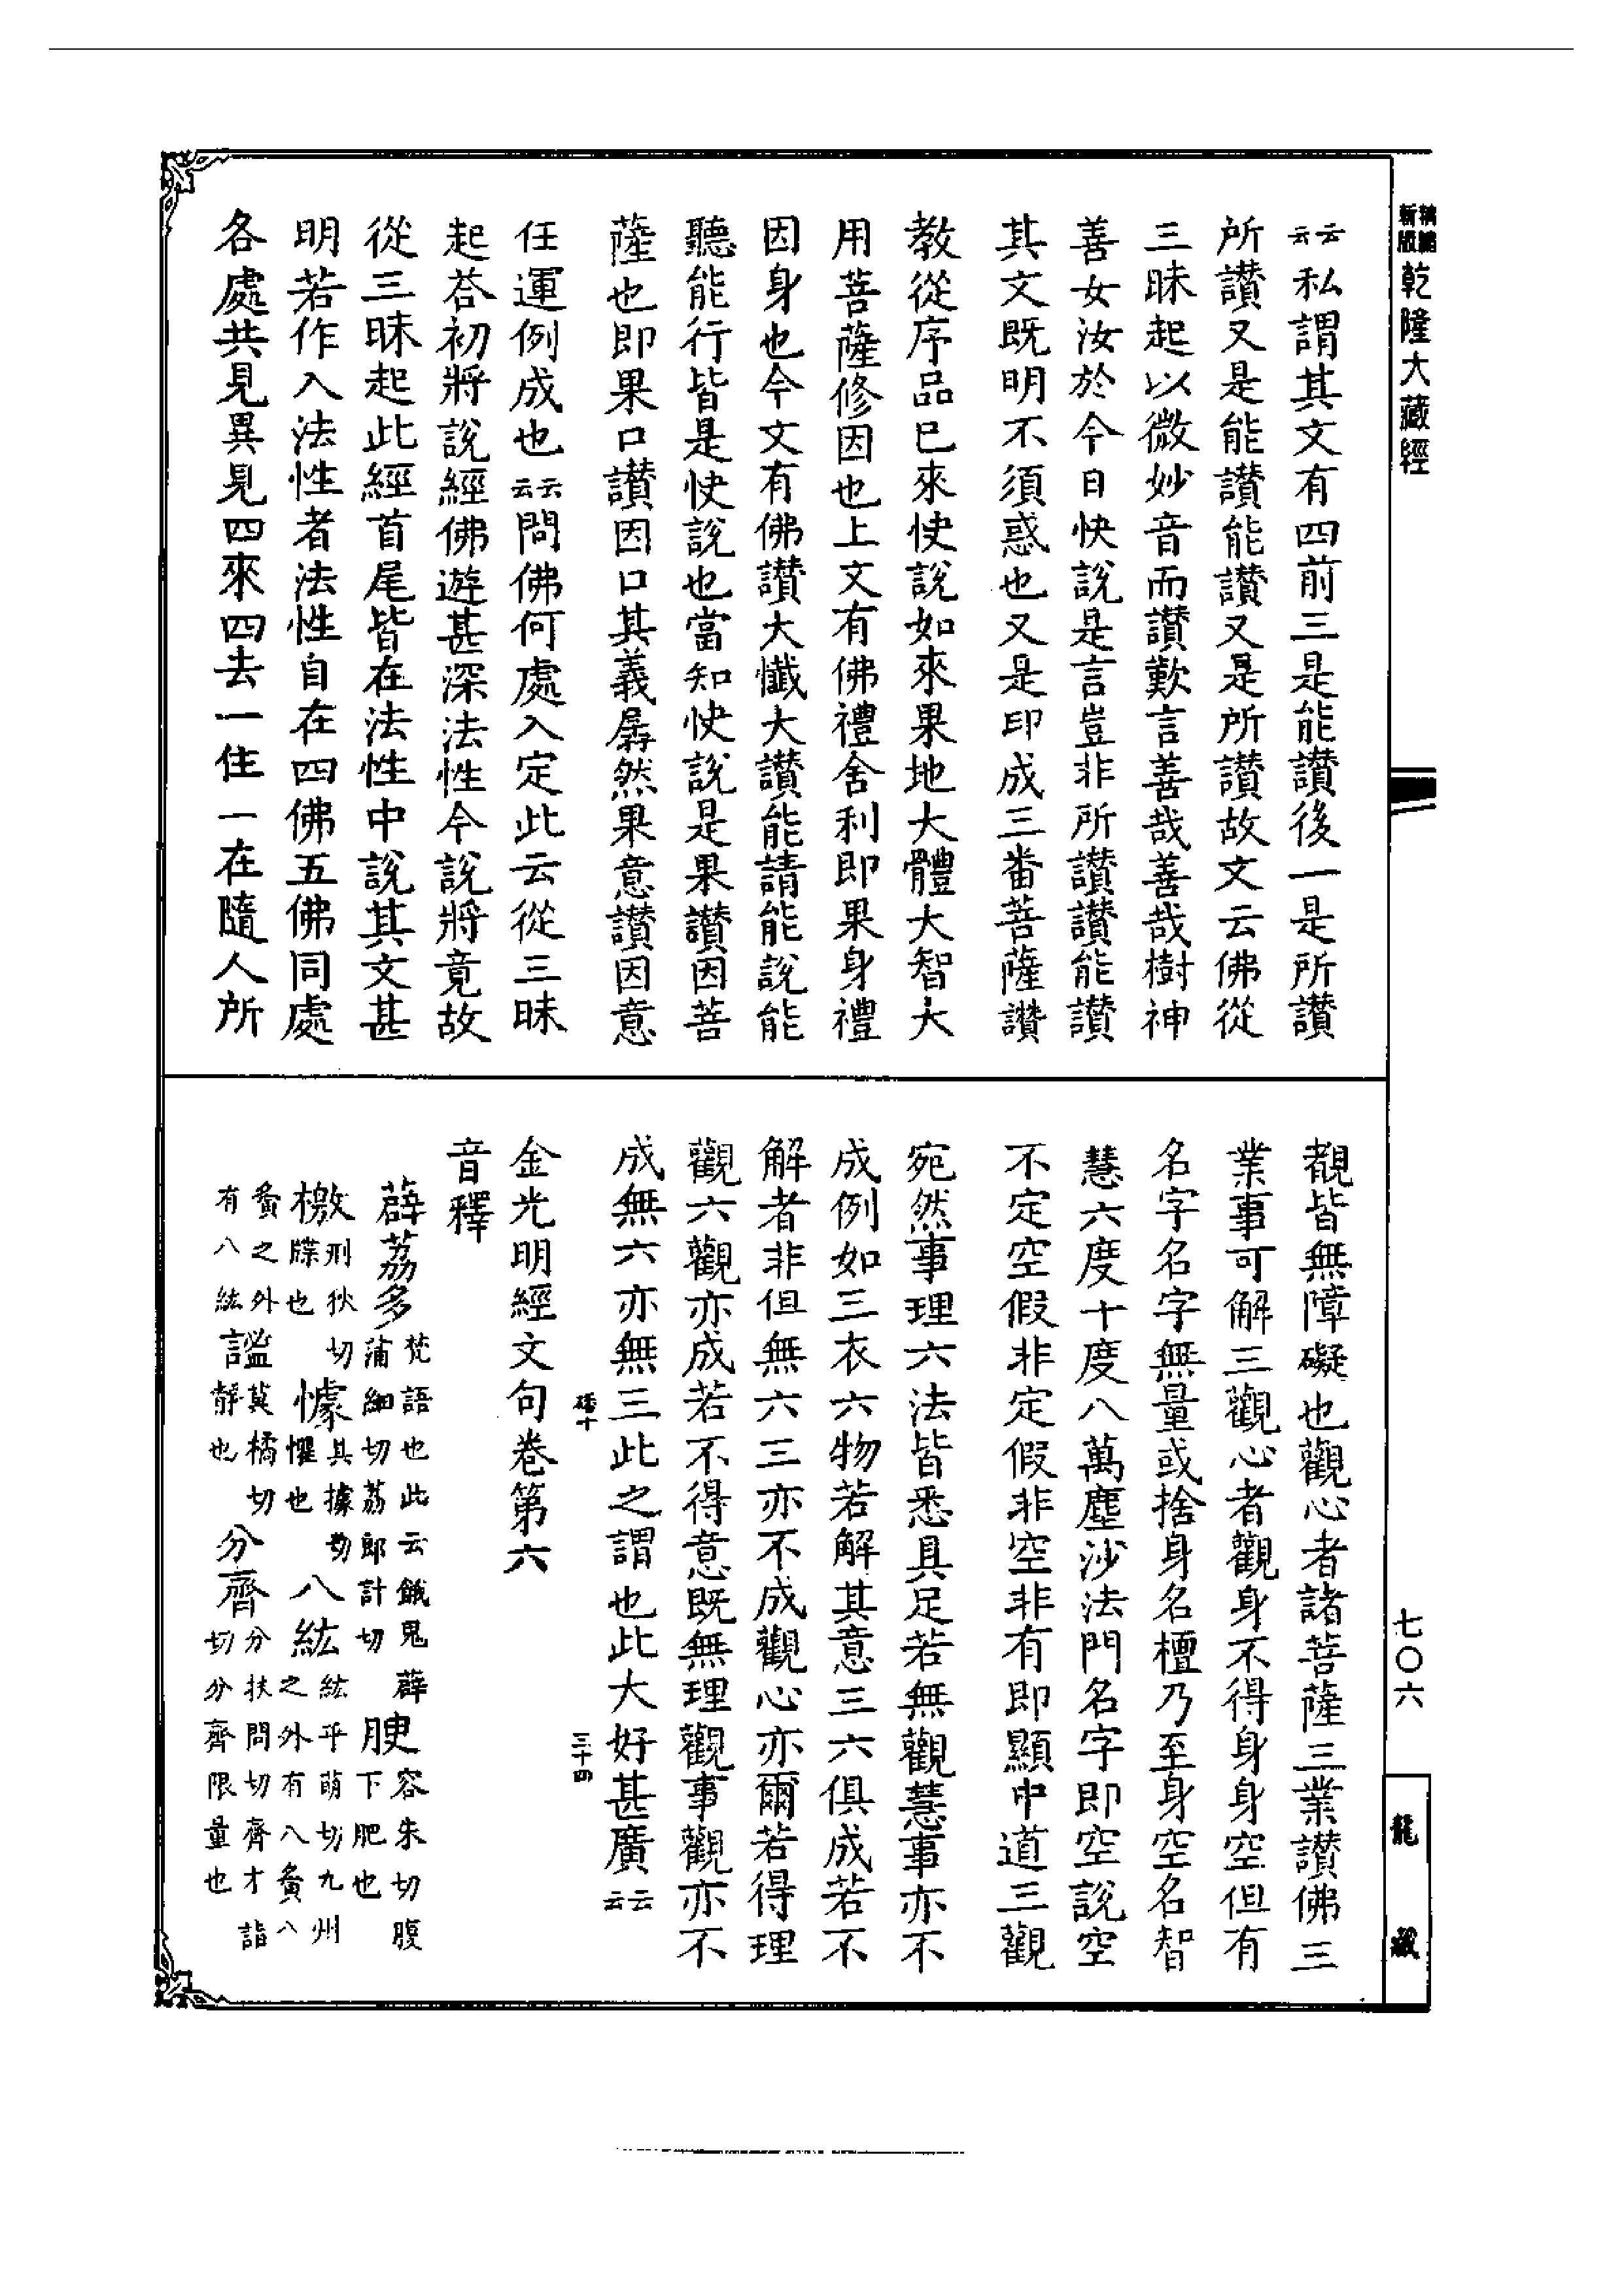 精縮新版 乾隆大藏經
云云私謂其文有四前三是能讚後一是所讚
所讚又是能讚能讚又是所讚故文云佛從
三昧起以微妙音而讚歎言善哉善哉樹神
善女汝於今日快說是言豈非所讚讚能讚
其文既明不須惑也又是印成三番菩薩讚
教從序品已來快說如來果地大體大智大
用菩薩修因也上文有佛禮舍利即果身禮
因身也今文有佛讚大懺大讚能請能說能
聽能行皆是快說也當知快說是果讚因菩
薩也即果口讚因口其義孱然果意讚因意
任運例成也云云問佛何處入定此云從三昧
起荅初將說經佛遊甚深法性今說將竟故
從三昧起此經首尾皆在法性中說其文甚
明若作入法性者法性自在四佛五佛同處
各處共見異見四來四去一住一在隨人所
覩皆無障礙也觀心者諸菩薩三業讚佛三
業事可解三觀心者觀身不得身身空但有
名字名字無量或捨身名檀乃至身空名智
慧六度十度八萬塵沙法門名字即空說空
不定空假非定假非空非有即顯中道三觀
宛然事理六法皆悉具足若無觀慧事亦不
成例如三衣六物若解其意三六俱成若不
解者非但無六三亦不成觀心亦爾若得理
觀六觀亦成若不得意既無理觀事觀亦不
成無六亦無三此之謂也此大好甚廣云云
三十四
金光明經文句卷第六
音釋
薜荔多梵語也此云餓鬼薜蒲細切荔郎計切 腴容朱切腹下肥也
檄刑狄切牒也 懅其據切懼也 八紘紘乎萌切九州之外有八夤八
夤之外有八紘 謐莫橘切靜也 分齊分扶問切齊才詣切分齊限量也
七〇六
龍藏